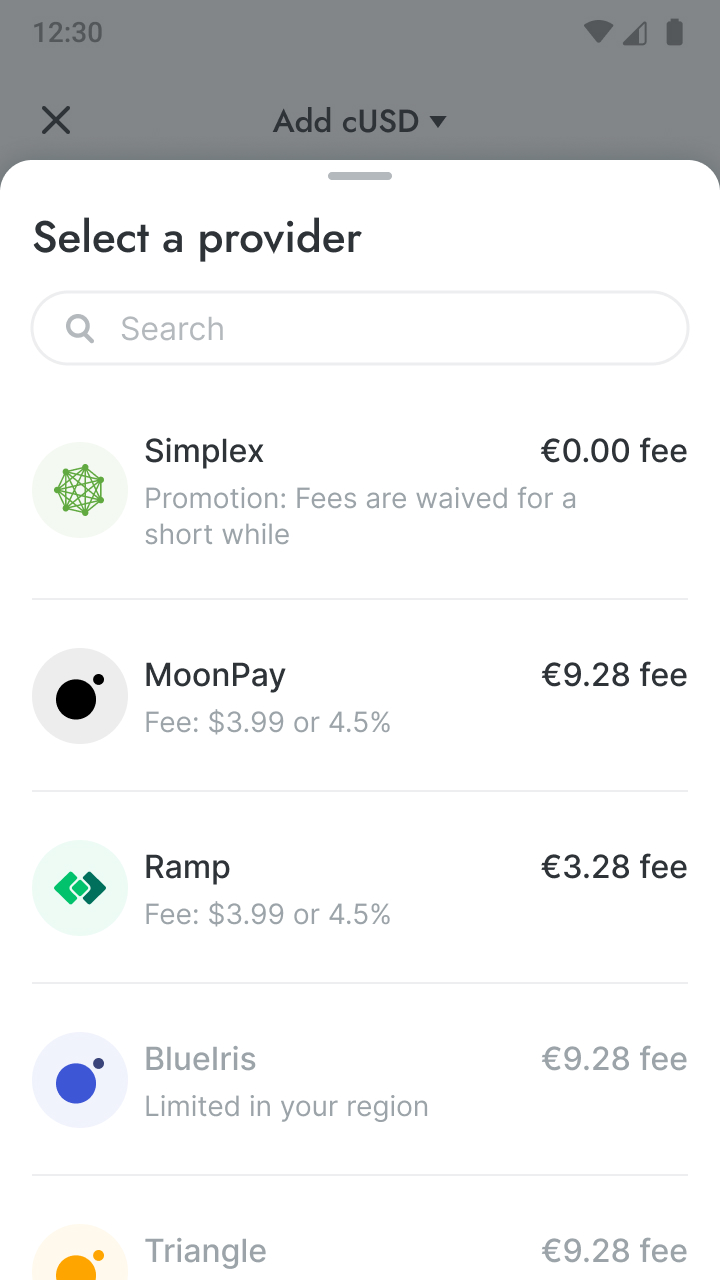 12:30
Add cUSD
Select a provider
Search
Simplex €0.00 fee
Promotion: Fees are waived for a
short while
MoonPay €9.28 fee
Fee: $3.99 or 4.5%
Ramp €3.28 fee
Fee: $3.99 or 4.5%
BlueIris €9.28 fee
Limited in your region
Triangle €9.28 fee